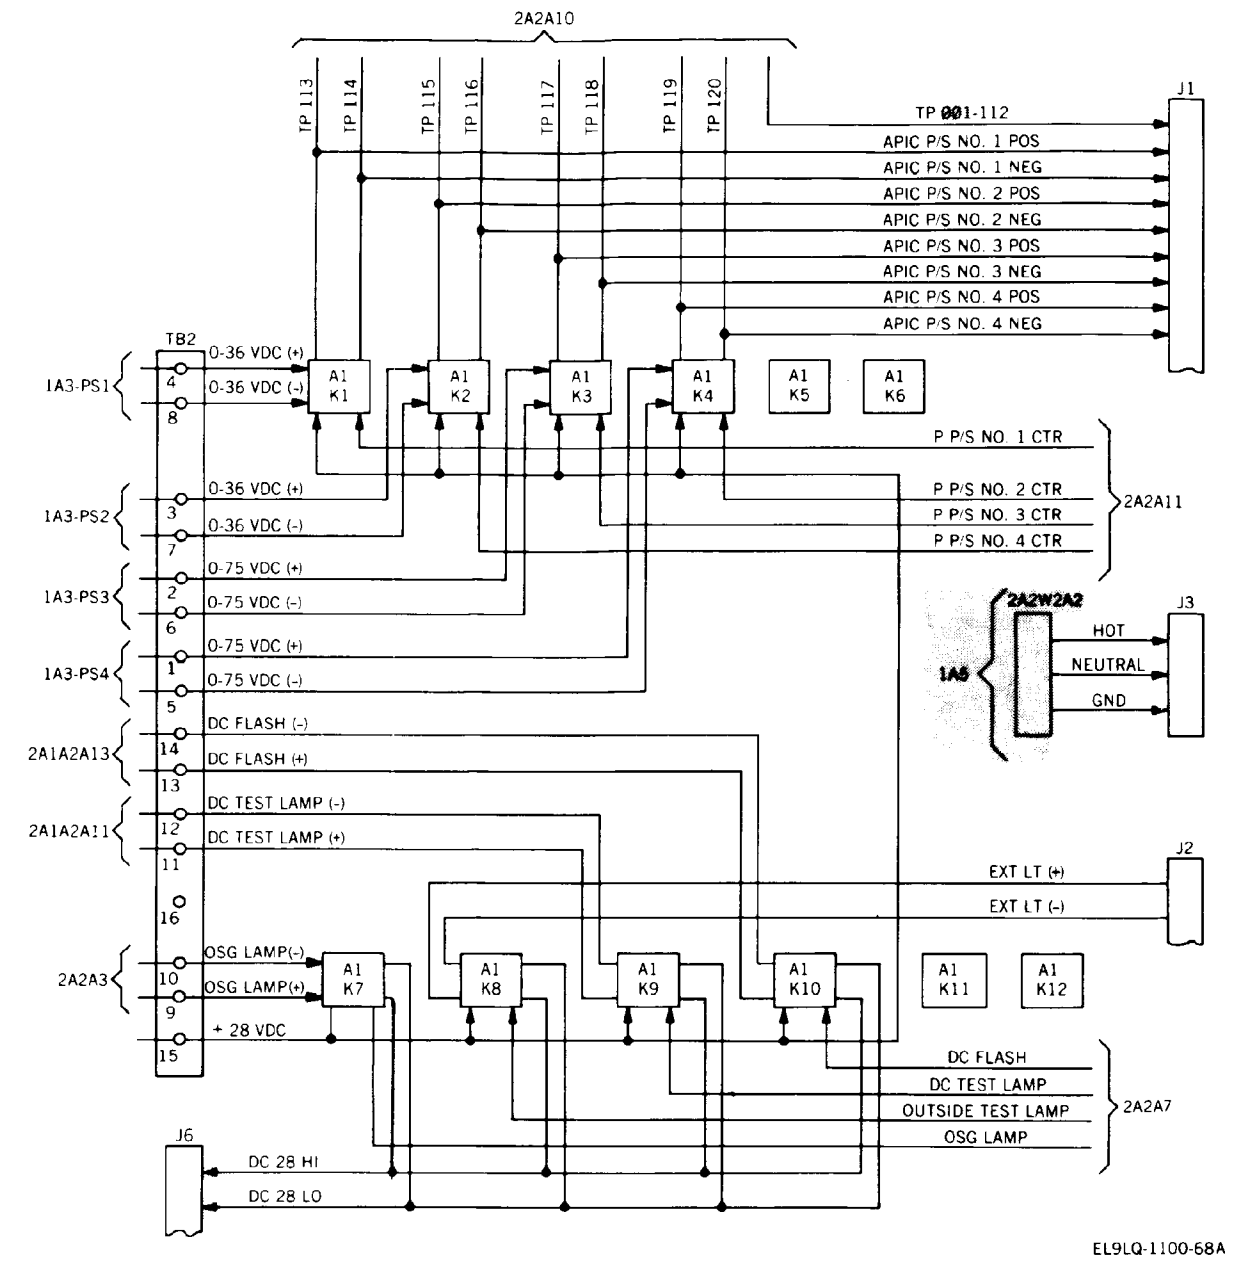 2A2A10
TP 113
TP 114
TP 115
TP 116
TP 117
TP 118
TP 119
TP 120
J1
TP 001-112
APIC P/S NO. 1 POS
APIC P/S NO. 1 NEG
APIC P/S NO. 2 POS
APIC P/S NO. 2 NEG
APIC P/S NO. 3 POS
APIC P/S NO. 3 NEG
APIC P/S NO. 4 POS
APIC P/S NO. 4 NEG
TB2
1A3-PS1
4
0-36 VDC (+)
8
0-36 VDC (-)
A1
K1
A1
K2
A1
K3
A1
K4
A1
K5
A1
K6
P P/S NO. 1 CTR
P P/S NO. 2 CTR
P P/S NO. 3 CTR
P P/S NO. 4 CTR
2A2A11
1A3-PS2
3
0-36 VDC (+)
7
0-36 VDC (-)
1A3-PS3
2
0-75 VDC (+)
6
0-75 VDC (-)
1A3-PS4
1
0-75 VDC (+)
5
0-75 VDC (-)
2A2W2A2
1A5
J3
HOT
NEUTRAL
GND
2A1A2A13
14
DC FLASH (-)
13
DC FLASH (+)
2A1A2A11
12
DC TEST LAMP (-)
11
DC TEST LAMP (+)
16
J2
EXT LT (+)
EXT LT (-)
2A2A3
10
OSG LAMP(-)
9
OSG LAMP(+)
15
+ 28 VDC
A1
K7
A1
K8
A1
K9
A1
K10
A1
K11
A1
K12
DC FLASH
DC TEST LAMP
OUTSIDE TEST LAMP
OSG LAMP
2A2A7
J6
DC 28 HI
DC 28 LO
EL9LQ-1100-68A